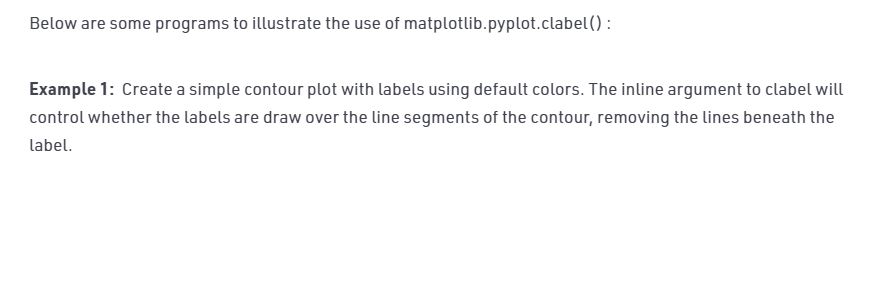 Below are some programs to illustrate the use of matplotlib.pyplot.clabel() :
Example 1: Create a simple contour plot with labels using default colors. The inline argument to clabel will
control whether the labels are draw over the line segments of the contour, removing the lines beneath the
label.